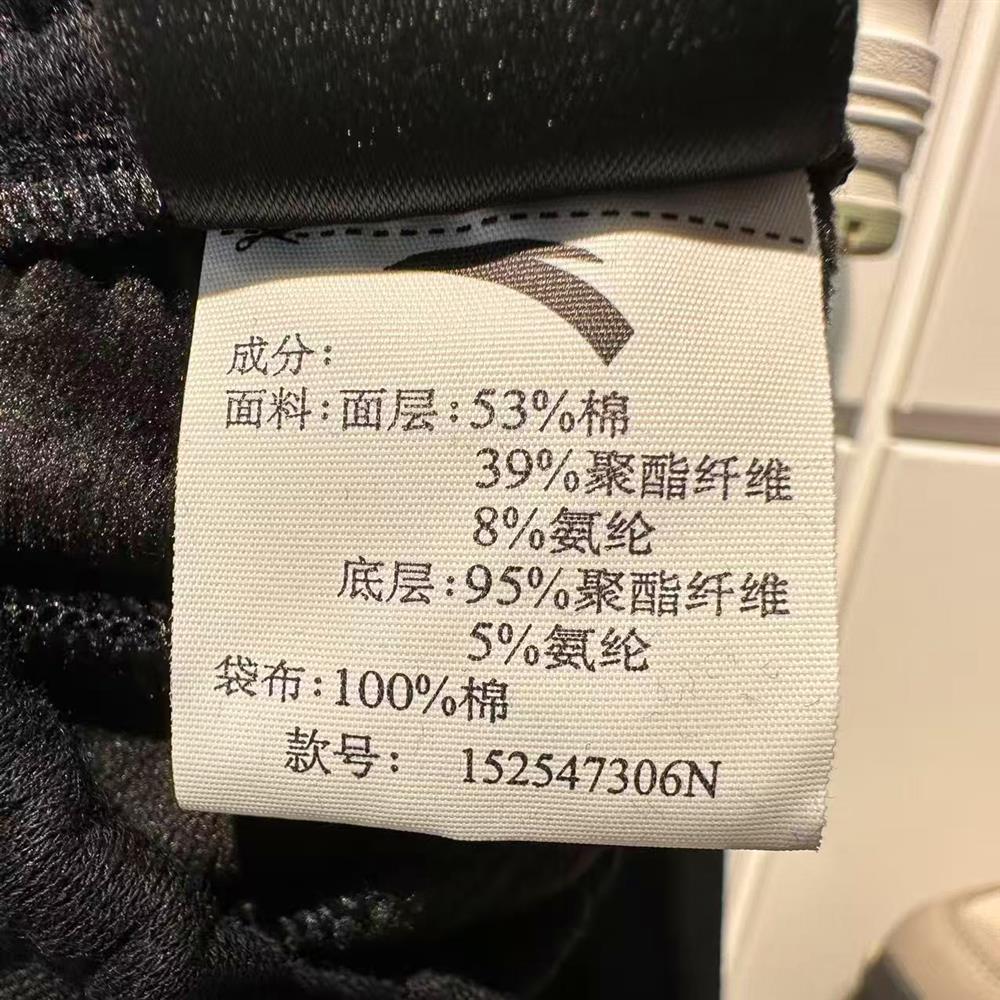 成分:
面料:面层:53%棉
39%聚酯纤维
8%氨纶
底层:95%聚酯纤维
5%氨纶
袋布:100%棉
款号: 152547306N